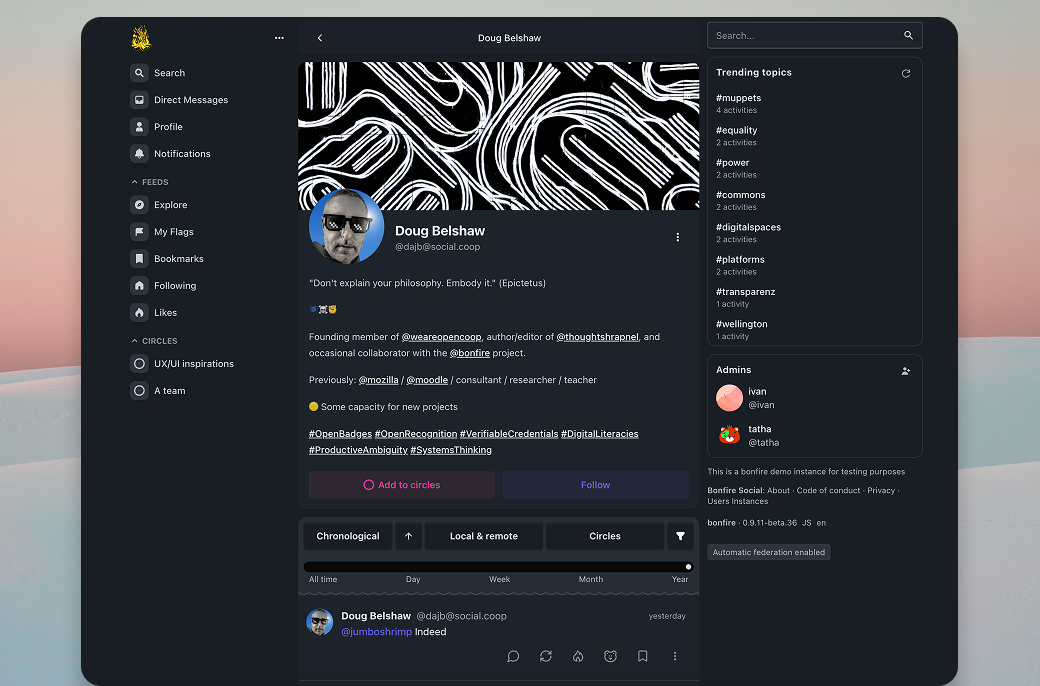 Search
Direct Messages
Profile
Notifications
FEEDS
Explore
My Flags
Bookmarks
Following
Likes
CIRCLES
UX/UI inspirations
A team
Doug Belshaw
Doug Belshaw
@dajb@social.coop
"Don't explain your philosophy. Embody it." (Epictetus)
Founding member of @weareopencoop, author/editor of @thoughtshrapnel, and
occasional collaborator with the @bonfire project.
Previously: @mozilla / @moodle / consultant / researcher / teacher
Some capacity for new projects
#OpenBadges #OpenRecognition #VerifiableCredentials #DigitalLiteracies
#ProductiveAmbiguity #SystemsThinking
Add to circles
Follow
Chronological
Local & remote
Circles
All time Day Week Month Year
Doug Belshaw @dajb@social.coop yesterday
@jumboshrimp Indeed
Search...
Trending topics
#muppets
4 activities
#equality
2 activities
#power
2 activities
#commons
2 activities
#digitalspaces
2 activities
#platforms
2 activities
#transparenz
1 activity
#wellington
1 activity
Admins
ivan
@ivan
tatha
@tatha
This is a bonfire demo instance for testing purposes
Bonfire Social: About · Code of conduct · Privacy ·
Users Instances
bonfire · 0.9.11-beta.36 JS en
Automatic federation enabled